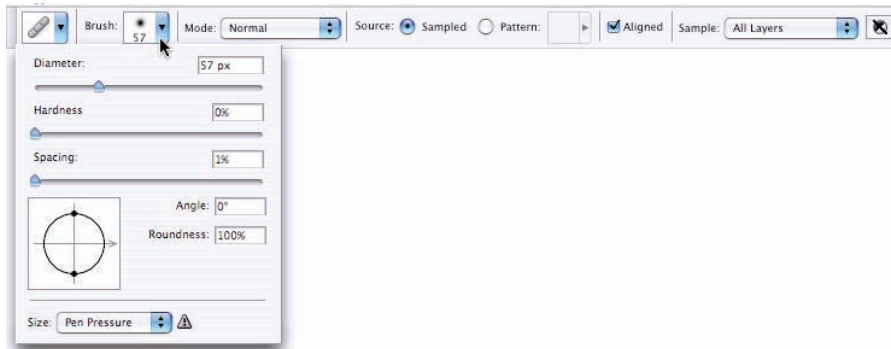 Brush: 57 Mode: Normal Source: Sampled Pattern: Aligned Sample: All Layers
Diameter: 57 px
Hardness 0%
Spacing: 1%
Angle: 0°
Roundness: 100%
Size: Pen Pressure